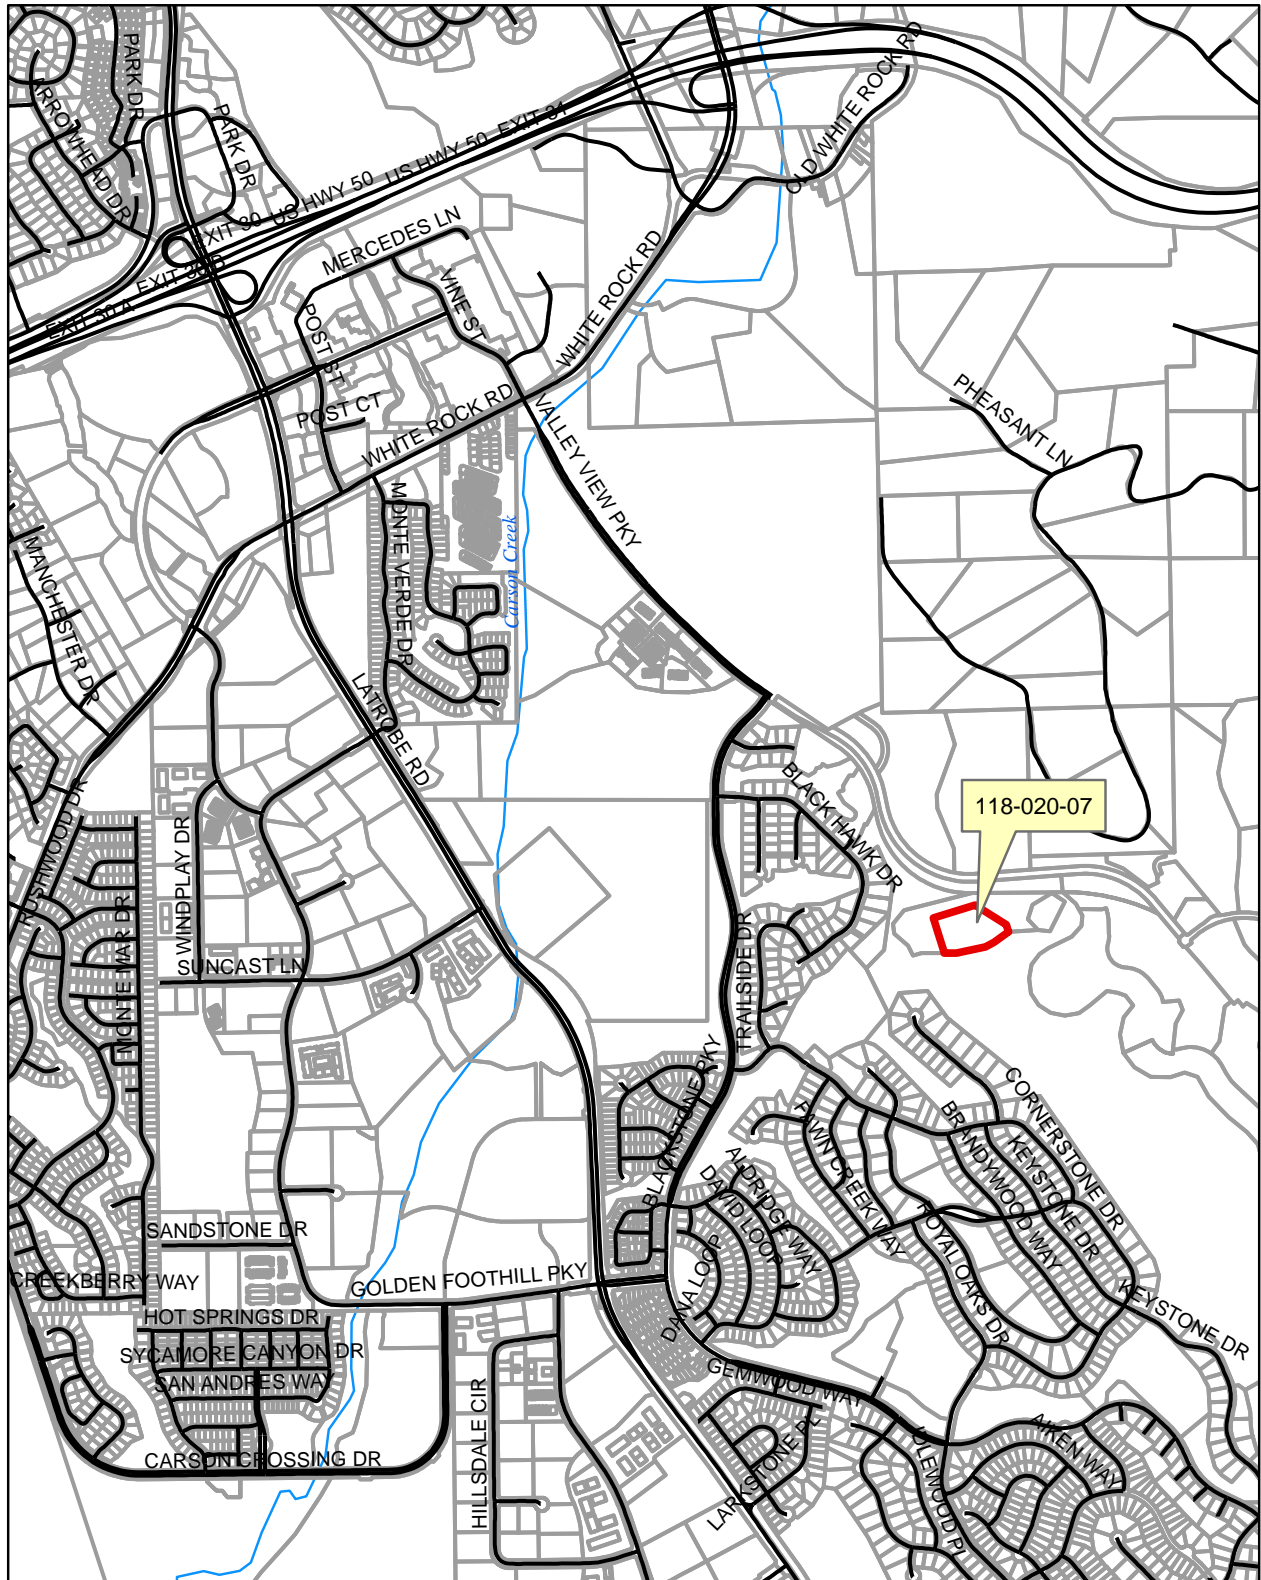 PARK DR
ARROWHEAD DR
PARK DR
OLD WHITE ROCK RD
EXIT 31
US HWY 50
US HWY 50
EXIT 30
EXIT 30 B
EXIT 30 A
MERCEDES LN
VINE ST
WHITE ROCK RD
POST ST
POST CT
WHITE ROCK RD
VALLEY VIEW PKY
PHEASANT LN
MONTE VERDE DR
Carson Creek
MANCHESTER DR
LATROBE RD
BLACK HAWK DR
118-020-07
RUSHWOOD DR
WINDPLAY DR
MONTE MAR DR
SUNCAST LN
TRAILSIDE DR
BLACKSTONE PKY
CORNERSTONE DR
BRANDYWOOD WAY
KEYSTONE DR
FAWN CREEK WAY
ALDRIDGE WAY
DAVID LOOP
ROYAL OAKS DR
SANDSTONE DR
DANA LOOP
CREEKBERRY WAY
GOLDEN FOOTHILL PKY
KEYSTONE DR
HOT SPRINGS DR
SYCAMORE CANYON DR
SAN ANDRES WAY
GEMWOOD WAY
HILLSDALE CIR
CARSON CROSSING DR
LARKSTONE PL
IDLEWOOD PL
AIKEN WAY